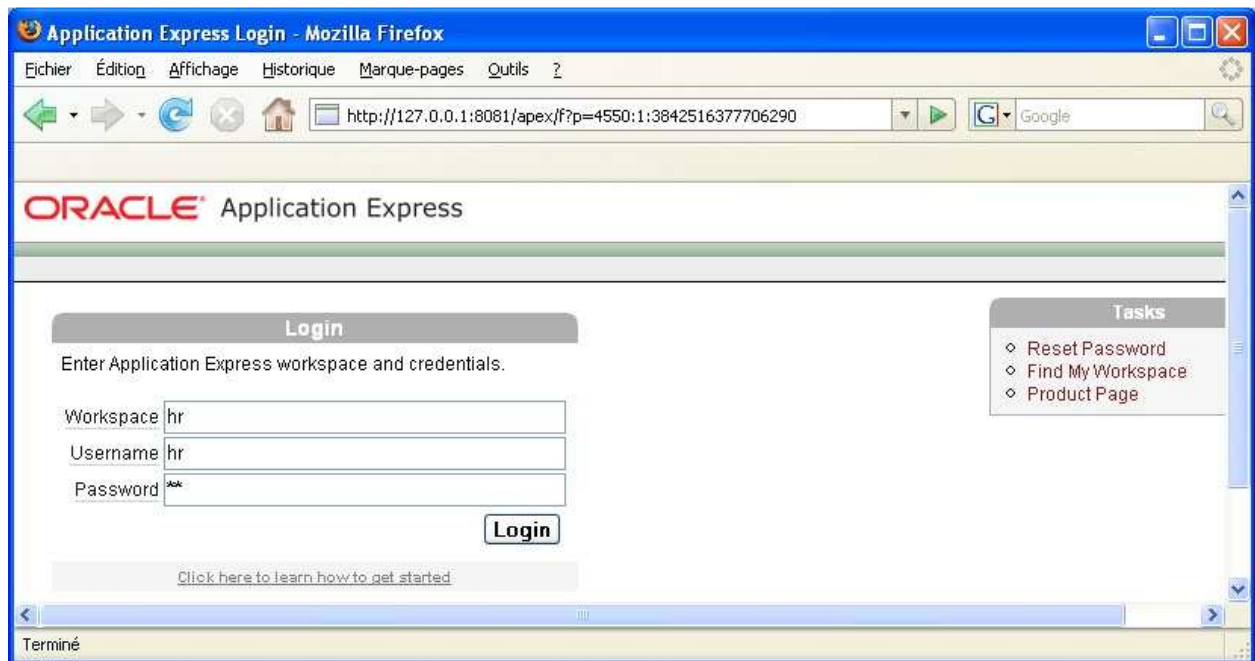 Application Express Login - Mozilla Firefox
Fichier Édition Affichage Historique Marque-pages Outils ?
http://127.0.0.1:8081/apex/f?p=4550:1:3842516377706290
G Google
ORACLE® Application Express
Login
Enter Application Express workspace and credentials.
Workspace hr
Username hr
Password **
Login
Click here to learn how to get started
Tasks
Reset Password
Find My Workspace
Product Page
Terminé